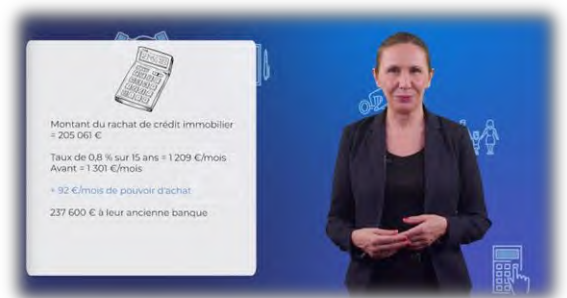 Montant du rachat de crédit immobilier
= 205 061 €
Taux de 0,8 % sur 15 ans = 1 209 €/mois
Avant = 1 301 €/mois
= 92 €/mois de pouvoir d'achat
237 600 € à leur ancienne banque